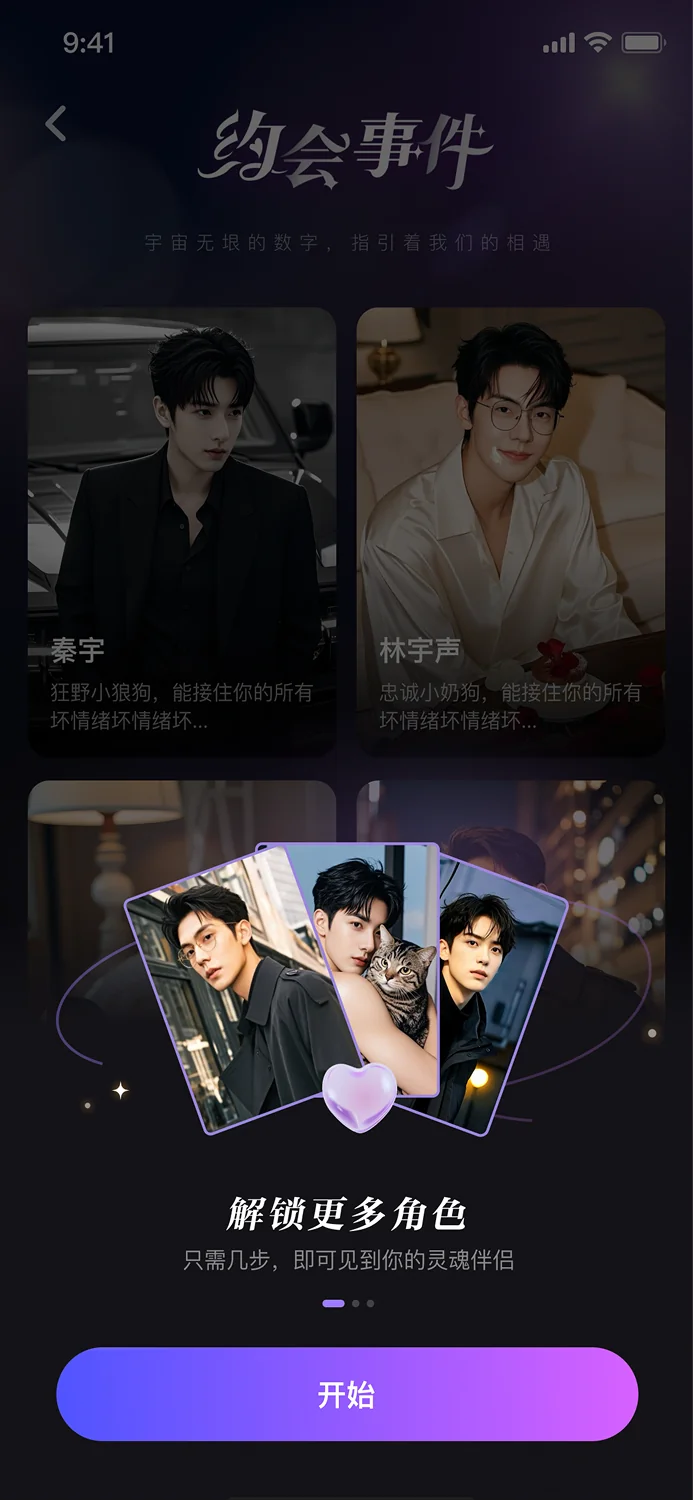 9:41
约会事件
宇宙无垠的数字，指引着我们的相遇
秦宇
狂野小狼狗，能接住你的所有
坏情绪坏情绪坏...
林宇声
忠诚小奶狗，能接住你的所有
坏情绪坏情绪坏...
解锁更多角色
只需几步，即可见到你的灵魂伴侣
开始